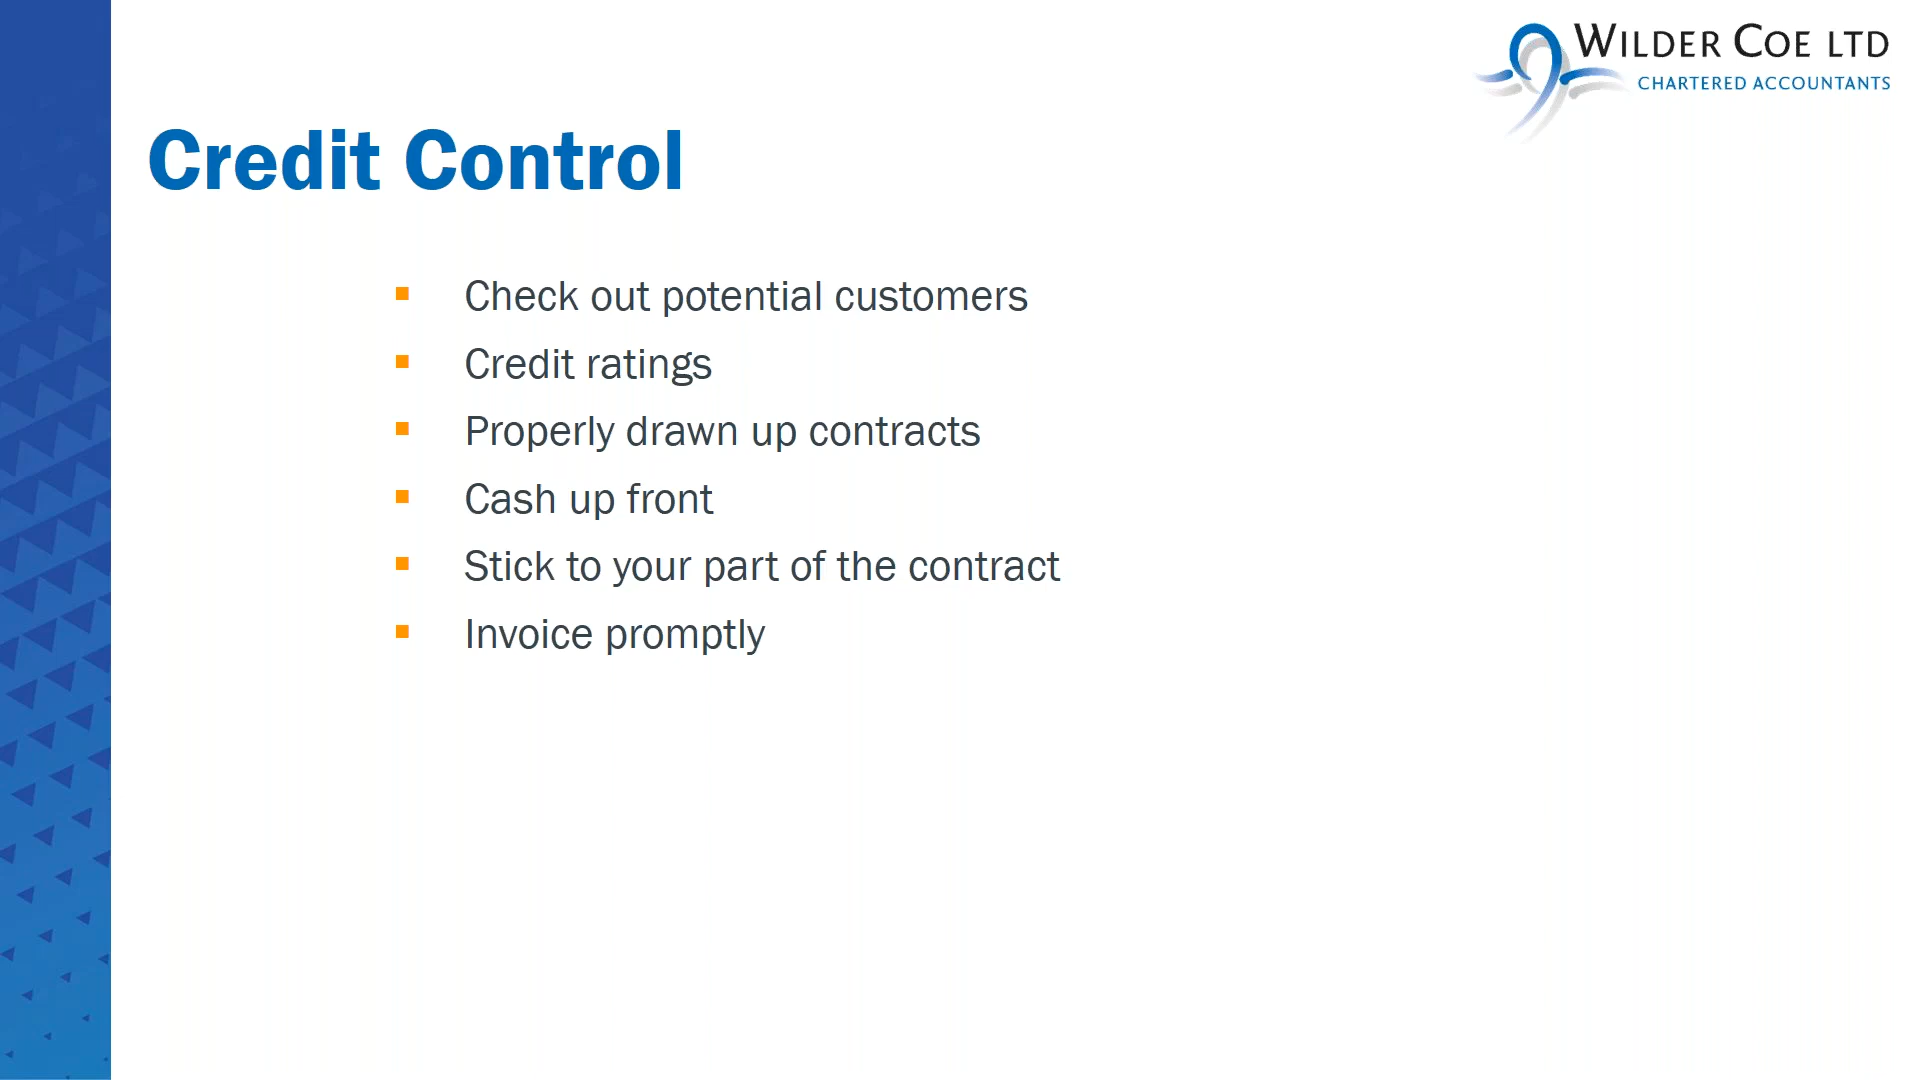 WILDER COE LTD
CHARTERED ACCOUNTANTS
Credit Control
Check out potential customers
Credit ratings
Properly drawn up contracts
Cash up front
Stick to your part of the contract
Invoice promptly